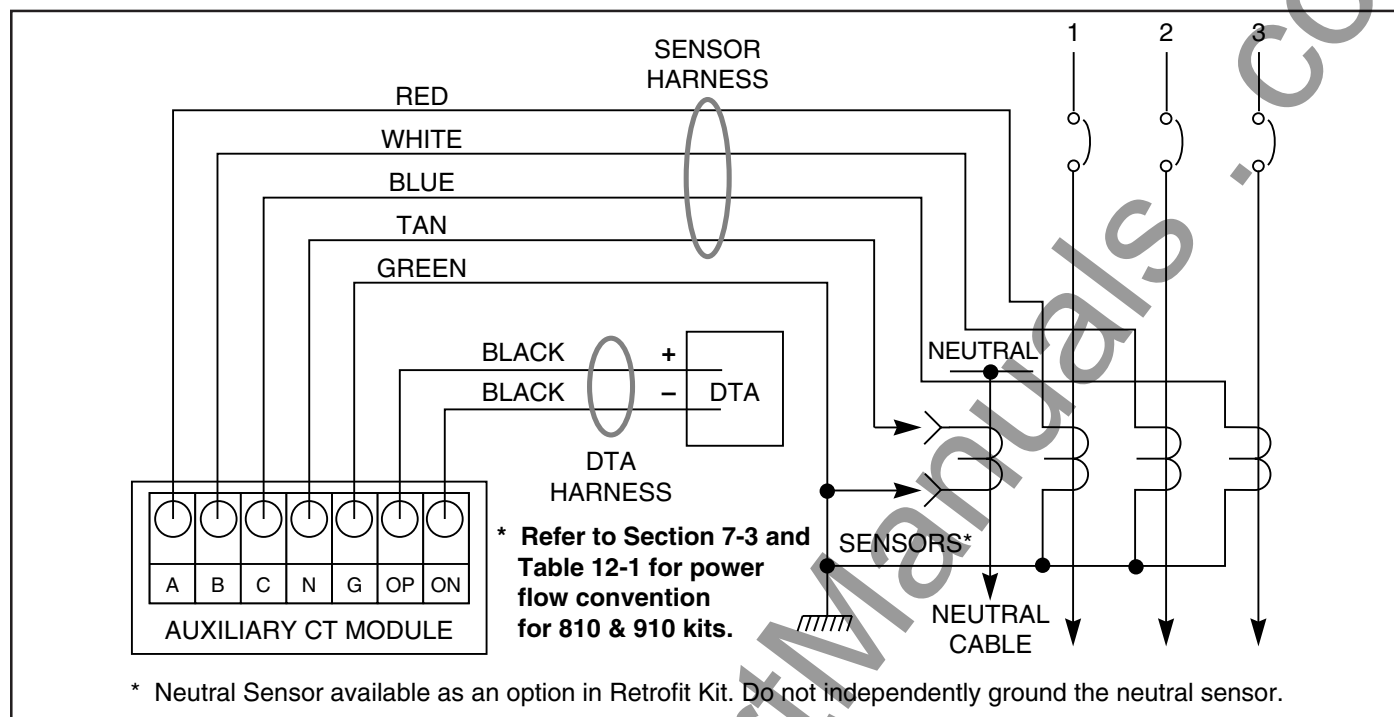 1 2 3
SENSOR
HARNESS
RED
WHITE
BLUE
TAN
GREEN
BLACK +
BLACK –
DTA
NEUTRAL
DTA
HARNESS
* Refer to Section 7-3 and
Table 12-1 for power
flow convention
for 810 & 910 kits.
SENSORS*
NEUTRAL
CABLE
A B C N G OP ON
AUXILIARY CT MODULE
* Neutral Sensor available as an option in Retrofit Kit. Do not independently ground the neutral sensor.